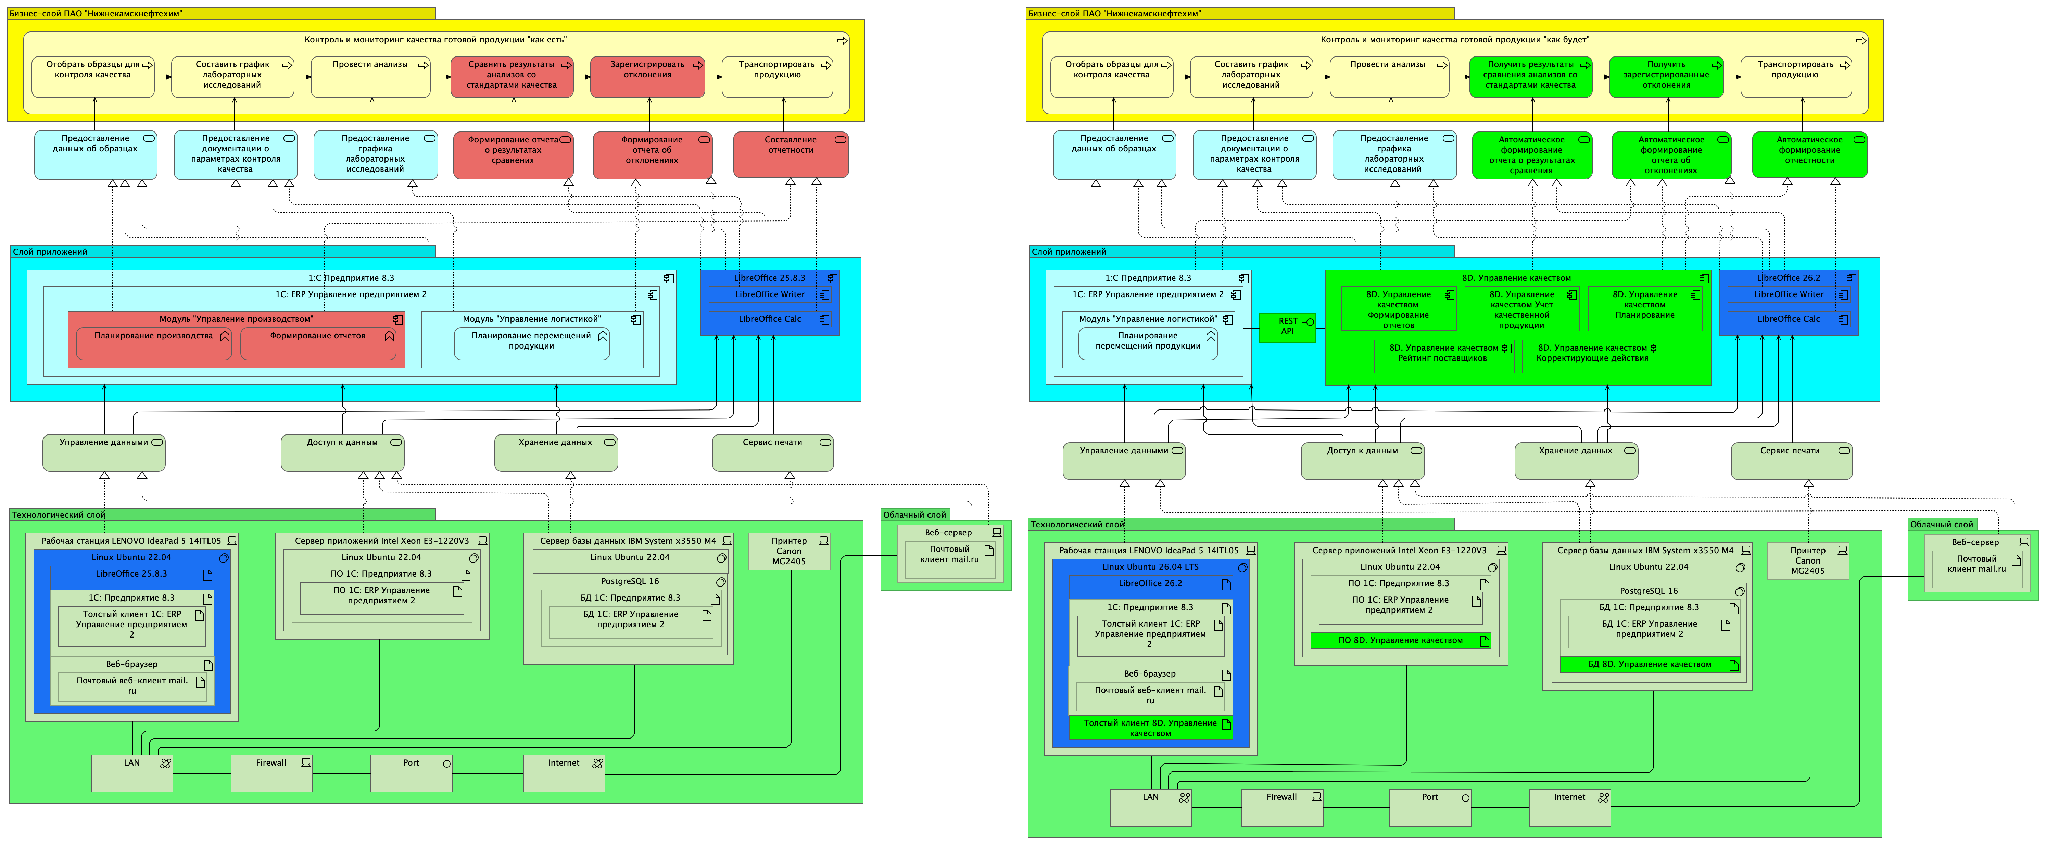 Бизнес-слой ПАО "Нижнекамскнефтехим"
Контроль и мониторинг качества готовой продукции "как есть"
Отобрать образцы для
контроля качества
Составить график
лабораторных
исследований
Провести анализы
Сравнить результаты
анализов со
стандартами качества
Зарегистрировать
отклонения
Транспортировать
продукцию
Предоставление
данных об образцах
Предоставление
документации о
параметрах контроля
качества
Предоставление
графика
лабораторных
исследований
Формирование отчета
о результатах
сравнения
Формирование
отчета об
отклонениях
Составление
отчетности
Слой приложений
1:С Предприятие 8.3
1С: ERP Управление предприятием 2
Модуль "Управление производством"
Планирование производства
Формирование отчетов
Модуль "Управление логистикой"
Планирование перемещений
продукции
LibreOffice 25.8.3
LibreOffice Writer
LibreOffice Calc
Управление данными
Доступ к данным
Хранение данных
Сервис печати
Технологический слой
Рабочая станция LENOVO IdeaPad 5 14ITL05
Linux Ubuntu 22.04
LibreOffice 25.8.3
1С: Предприятие 8.3
Толстый клиент 1С: ERP
Управление предприятием
2
Веб-браузер
Почтовый веб-клиент mail.
ru
Сервер приложений Intel Xeon E3-1220V3
Linux Ubuntu 22.04
ПО 1С: Предприятие 8.3
ПО 1С: ERP Управление
предприятием 2
Сервер базы данных IBM System x3550 M4
Linux Ubuntu 22.04
PostgreSQL 16
БД 1С: Предприятие 8.3
БД 1С: ERP Управление
предприятием 2
Принтер
Canon
MG2405
Облачный слой
Веб-сервер
Почтовый
клиент mail.ru
LAN
Firewall
Port
Internet
Бизнес-слой ПАО "Нижнекамскнефтехим"
Контроль и мониторинг качества готовой продукции "как будет"
Отобрать образцы для
контроля качества
Составить график
лабораторных
исследований
Провести анализы
Получить результаты
сравнения анализов со
стандартами качества
Получить
зарегистрированные
отклонения
Транспортировать
продукцию
Предоставление
данных об образцах
Предоставление
документации о
параметрах контроля
качества
Предоставление
графика
лабораторных
исследований
Автоматическое
формирование
отчета о результатах
сравнения
Автоматическое
формирование
отчета об
отклонениях
Автоматическое
формирование
отчестности
Слой приложений
1:С Предприятие 8.3
1С: ERP Управление предприятием 2
Модуль "Управление логистикой"
Планирование
перемещений продукции
REST
API
8D. Управление качеством
8D. Управление
качеством
Формирование
отчетов
8D. Управление
качеством Учет
качественной
продукции
8D. Управление
качеством
Планирование
8D. Управление качеством
Рейтинг поставщиков
8D. Управление качеством
Корректирующие действия
LibreOffice 26.2
LibreOffice Writer
LibreOffice Calc
Управление данными
Доступ к данным
Хранение данных
Сервис печати
Технологический слой
Рабочая станция LENOVO IdeaPad 5 14ITL05
Linux Ubuntu 26.04 LTS
LibreOffice 26.2
1С: Предприятие 8.3
Толстый клиент 1С: ERP
Управление предприятием
2
Веб-браузер
Почтовый веб-клиент mail.
ru
Толстый клиент 8D. Управление
качеством
Сервер приложений Intel Xeon E3-1220V3
Linux Ubuntu 22.04
ПО 1С: Предприятие 8.3
ПО 1С: ERP Управление
предприятием 2
ПО 8D. Управление качеством
Сервер базы данных IBM System x3550 M4
Linux Ubuntu 22.04
PostgreSQL 16
БД 1С: Предприятие 8.3
БД 1С: ERP Управление
предприятием 2
БД 8D. Управление качеством
Принтер
Canon
MG2405
Облачный слой
Веб-сервер
Почтовый
клиент mail.ru
LAN
Firewall
Port
Internet